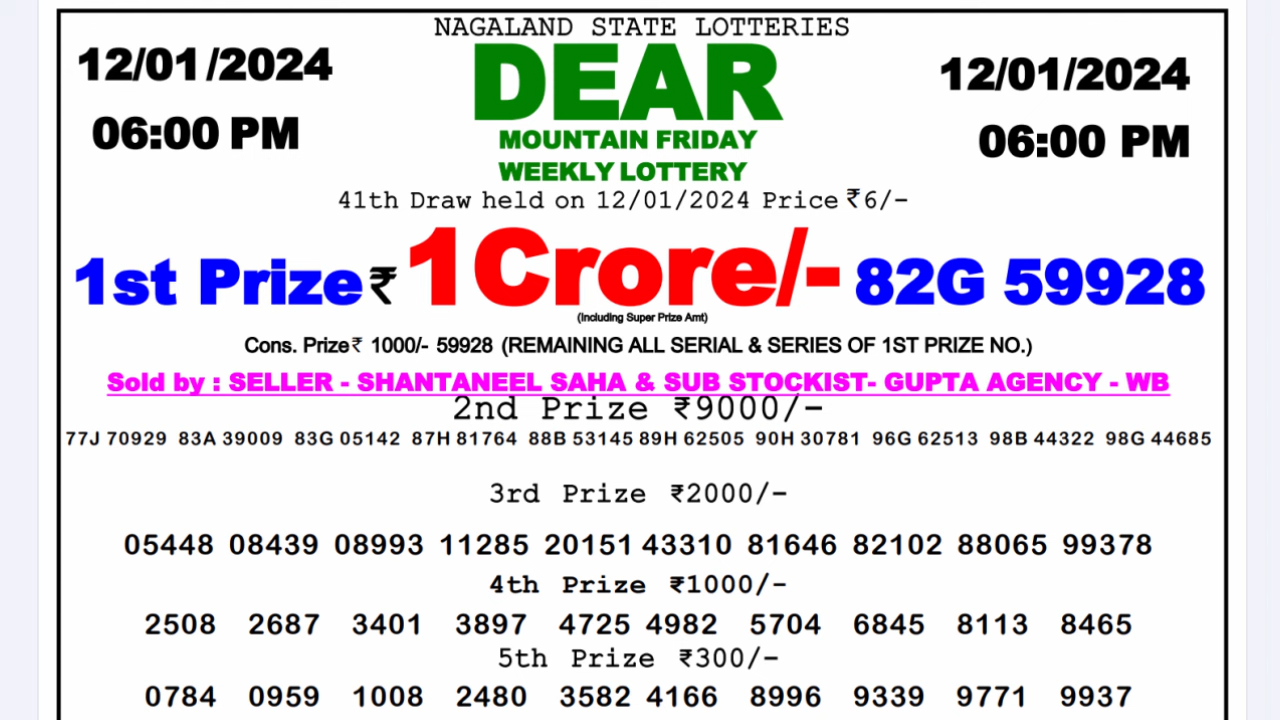 NAGALAND STATE LOTTERIES
12/01/2024 DEAR 12/01/2024
06:00 PM MOUNTAIN FRIDAY 06:00 PM
WEEKLY LOTTERY
41th Draw held on 12/01/2024 Price ₹6/-
1st Prize ₹ 1Crore/- 82G 59928
(Including Super Prize Amt)
Cons. Prize ₹ 1000/- 59928 (REMAINING ALL SERIAL & SERIES OF 1ST PRIZE NO.)
Sold by : SELLER - SHANTANEEL SAHA & SUB STOCKIST- GUPTA AGENCY - WB
2nd Prize ₹9000/-
77J 70929 83A 39009 83G 05142 87H 81764 88B 53145 89H 62505 90H 30781 96G 62513 98B 44322 98G 44685
3rd Prize ₹2000/-
05448 08439 08993 11285 20151 43310 81646 82102 88065 99378
4th Prize ₹1000/-
2508 2687 3401 3897 4725 4982 5704 6845 8113 8465
5th Prize ₹300/-
0784 0959 1008 2480 3582 4166 8996 9339 9771 9937